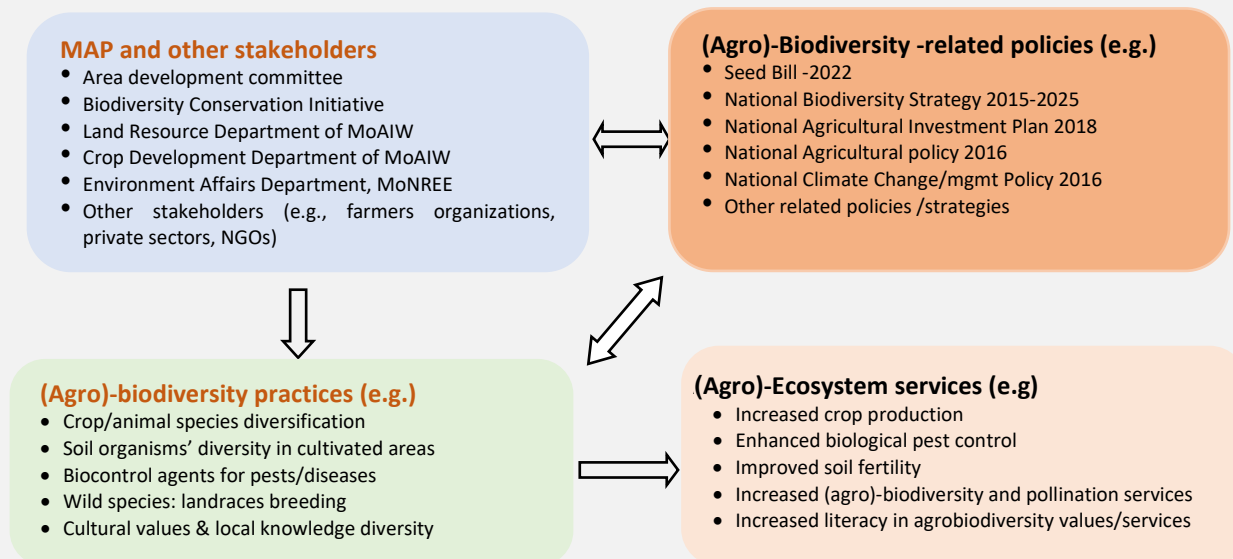 MAP and other stakeholders
• Area development committee
• Biodiversity Conservation Initiative
• Land Resource Department of MoAIW
• Crop Development Department of MoAIW
• Environment Affairs Department, MoNREE
• Other stakeholders (e.g., farmers organizations,
private sectors, NGOs)
(Agro)-Biodiversity -related policies (e.g.)
• Seed Bill -2022
• National Biodiversity Strategy 2015-2025
• National Agricultural Investment Plan 2018
• National Agricultural policy 2016
• National Climate Change/mgmt Policy 2016
• Other related policies /strategies
(Agro)-biodiversity practices (e.g.)
• Crop/animal species diversification
• Soil organisms’ diversity in cultivated areas
• Biocontrol agents for pests/diseases
• Wild species: landraces breeding
• Cultural values & local knowledge diversity
(Agro)-Ecosystem services (e.g)
• Increased crop production
• Enhanced biological pest control
• Improved soil fertility
• Increased (agro)-biodiversity and pollination services
• Increased literacy in agrobiodiversity values/services